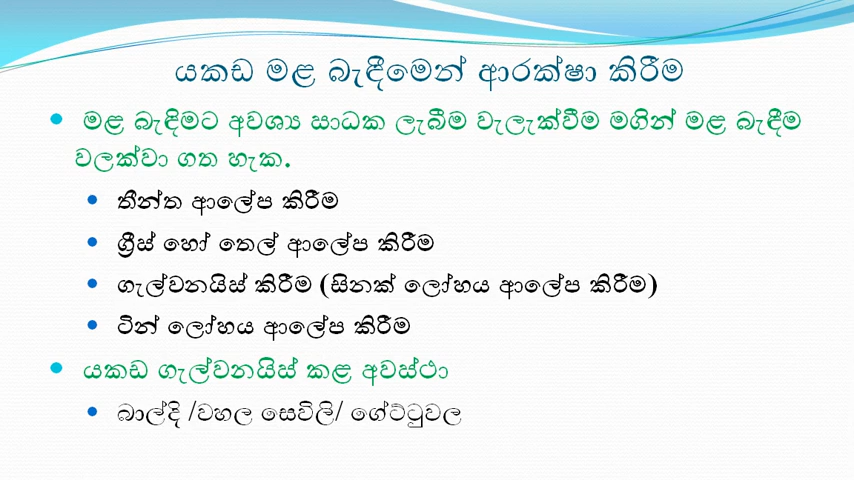 යකඩ මළ බැඳීමෙන් ආරක්ෂා කිරීම
මළ බැඳිමට අවශ්‍ය සාධක ලැබීම වැලැක්වීම මගින් මළ බැඳීම
වලක්වා ගත හැක.
තීන්ත ආලේප කිරීම
ග්‍රීස් හෝ තෙල් ආලේප කිරීම
ගැල්වනයිස් කිරීම (සිනක් ලෝහය ආලේප කිරීම)
ටින් ලෝහය ආලේප කිරීම
යකඩ ගැල්වනයිස් කළ අවස්ථා
බාල්දි /වහල සෙවිලි/ ගේට්ටුවල